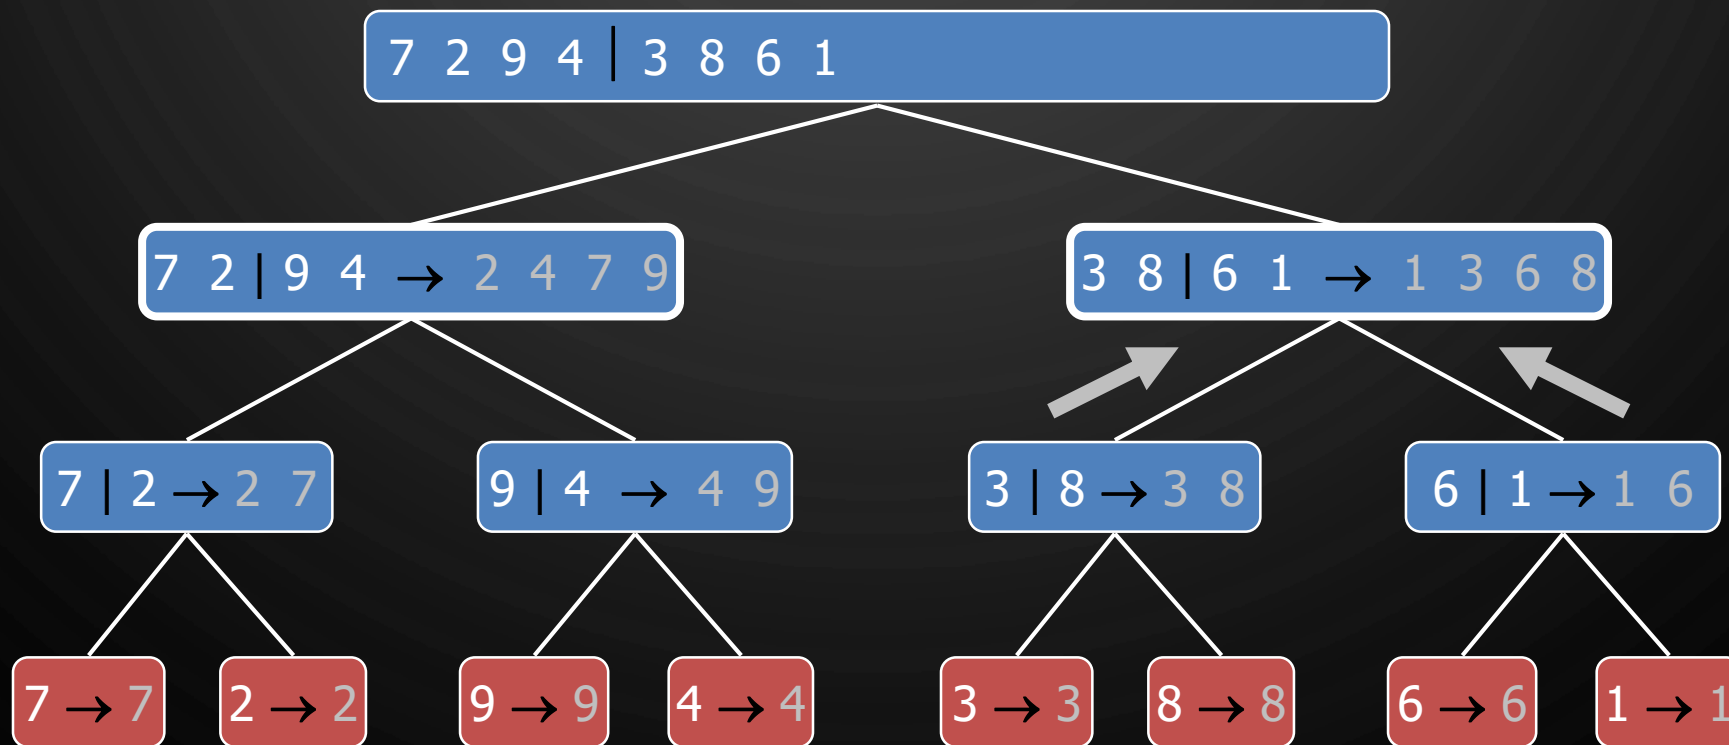 7 2 9 4 | 3 8 6 1
7 2 | 9 4 → 2 4 7 9
3 8 | 6 1 → 1 3 6 8
7 | 2 → 2 7
9 | 4 → 4 9
3 | 8 → 3 8
6 | 1 → 1 6
7 → 7
2 → 2
9 → 9
4 → 4
3 → 3
8 → 8
6 → 6
1 → 1